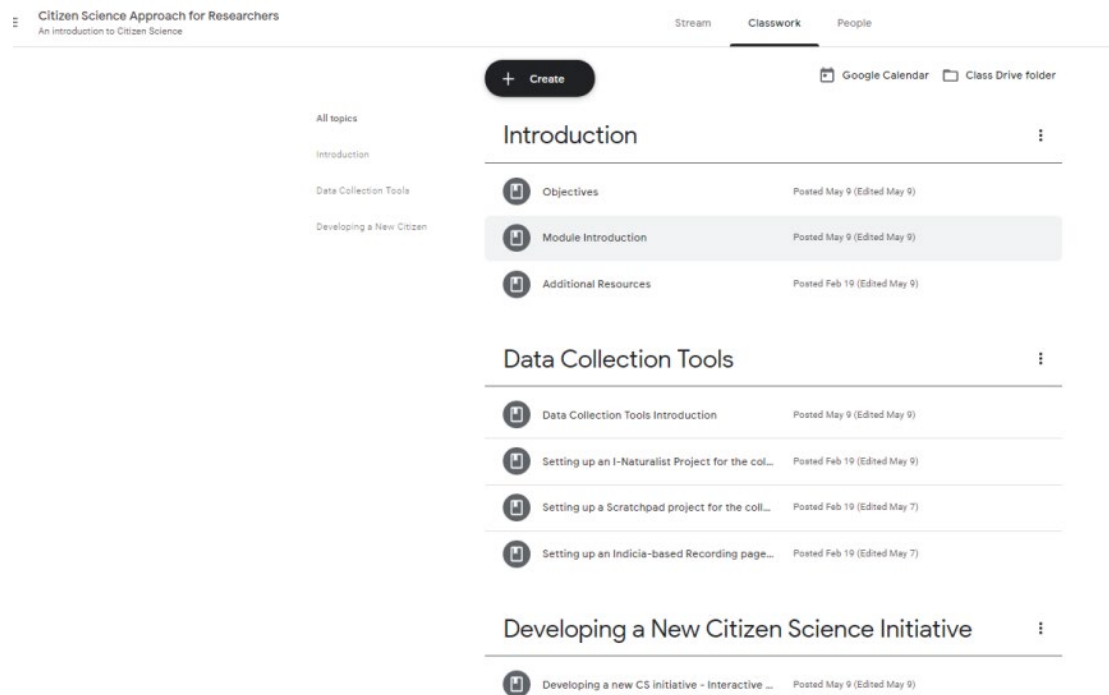 Citizen Science Approach for Researchers
An introduction to Citizen Science
Stream Classwork People
Create
Google Calendar Class Drive folder
All topics
Introduction
Data Collection Tools
Developing a New Citizen
Introduction
Objectives Posted May 9 (Edited May 9)
Module Introduction Posted May 9 (Edited May 9)
Additional Resources Posted Feb 19 (Edited May 9)
Data Collection Tools
Data Collection Tools Introduction Posted May 9 (Edited May 9)
Setting up an I-Naturalist Project for the col... Posted Feb 19 (Edited May 9)
Setting up a Scratchpad project for the coll... Posted Feb 19 (Edited May 7)
Setting up an Indicia-based Recording page... Posted Feb 19 (Edited May 7)
Developing a New Citizen Science Initiative
Developing a new CS initiative - Interactive ... Posted May 9 (Edited May 9)